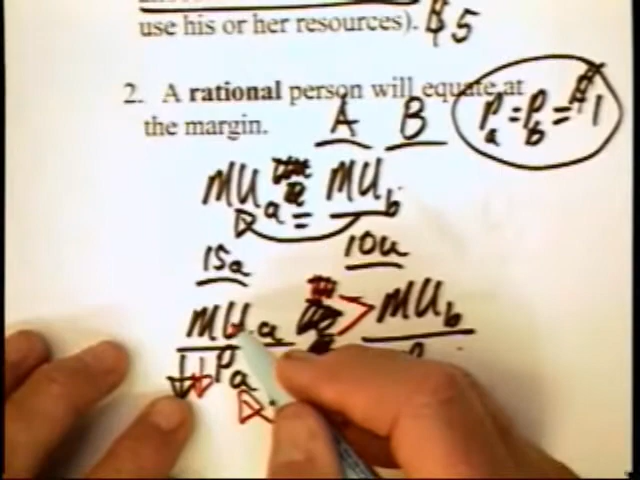 use his or her resources). $5
2. A rational person will equate at
the margin. A B Pa = Pb = $1
MUa = MUb
15u 10u
MUa > MUb
Pa